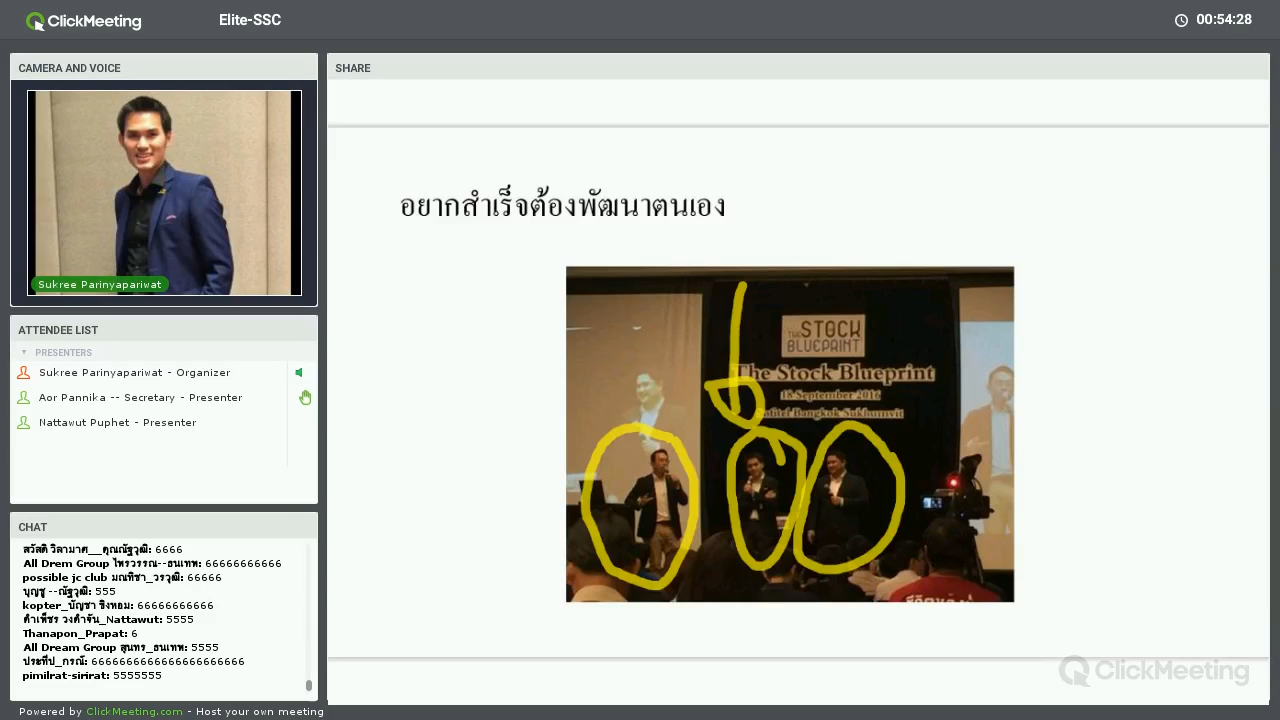 ClickMeeting
Elite-SSC
00:54:28
CAMERA AND VOICE
Sukree Parinyapariwat
ATTENDEE LIST
PRESENTERS
Sukree Parinyapariwat - Organizer
Aor Pannika -- Secretary - Presenter
Nattawut Puphet - Presenter
CHAT
สวัสดิ วิลามาศ__คุณณัฐวุฒิ: 6666
All Drem Group ไพรวรรณ--ธนเทพ: 66666666666
possible jc club มณฑิชา_วรวุฒิ: 66666
บุญชู --ณัฐวุฒิ: 555
kopter_บัญชา ชิงหอม: 66666666666
คำเพ็ชร วงคำจัน_Nattawut: 5555
Thanapon_Prapat: 6
All Dream Group สุนทร_ธนเทพ: 5555
ประทีป_กรณ์: 6666666666666666666666
pimilrat-sirirat: 5555555
Powered by ClickMeeting.com - Host your own meeting
SHARE
อยากสำเร็จต้องพัฒนาตนเอง
THE STOCK
BLUEPRINT
The Stock Blueprint
18 September 2016
Sofitel Bangkok Sukhumvit
ClickMeeting